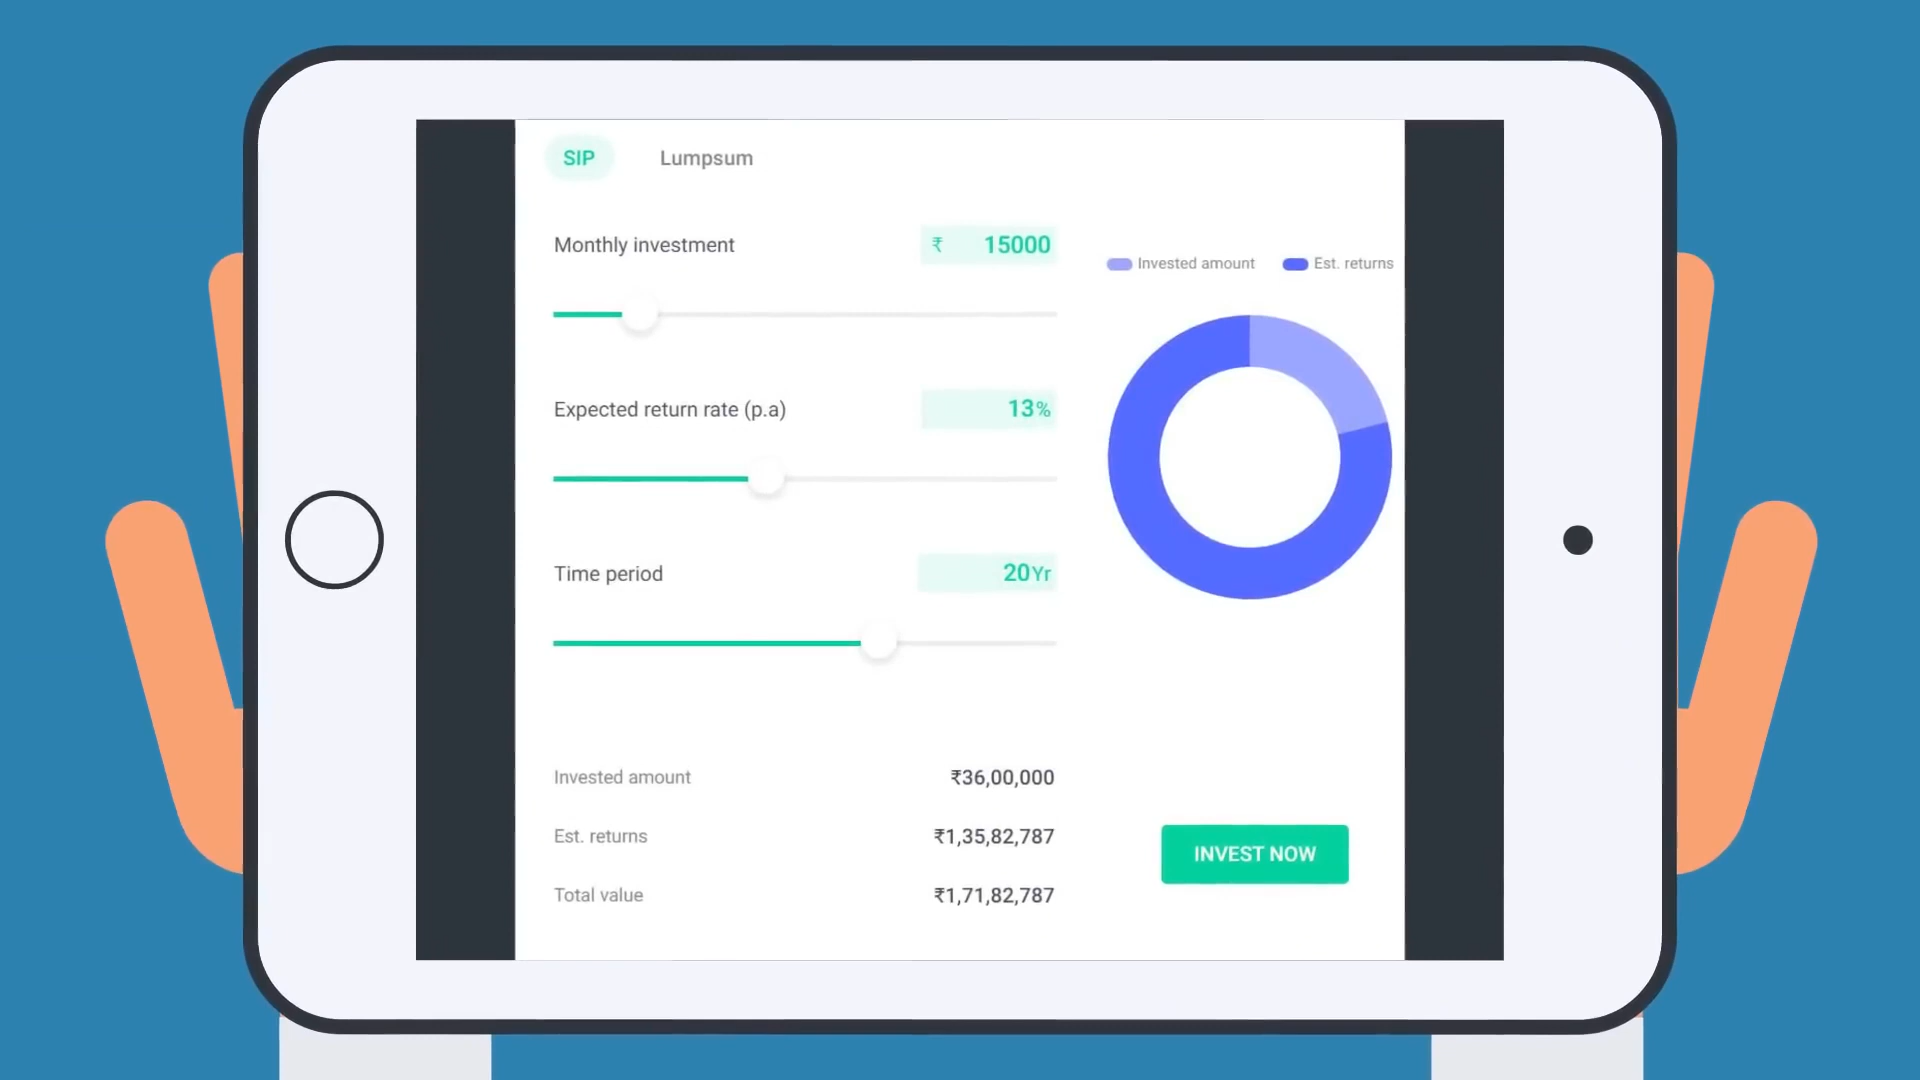 SIP Lumpsum
Monthly investment ₹ 15000
Invested amount Est. returns
Expected return rate (p.a) 13%
Time period 20Yr
Invested amount ₹36,00,000
Est. returns ₹1,35,82,787
INVEST NOW
Total value ₹1,71,82,787